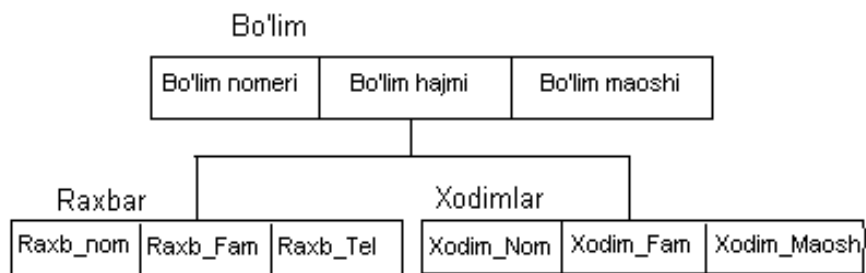 Bo'lim
Bo'lim nomeri Bo'lim hajmi Bo'lim maoshi
Raxbar Xodimlar
Raxb_nom Raxb_Fam Raxb_Tel Xodim_Nom Xodim_Fam Xodim_Maosh